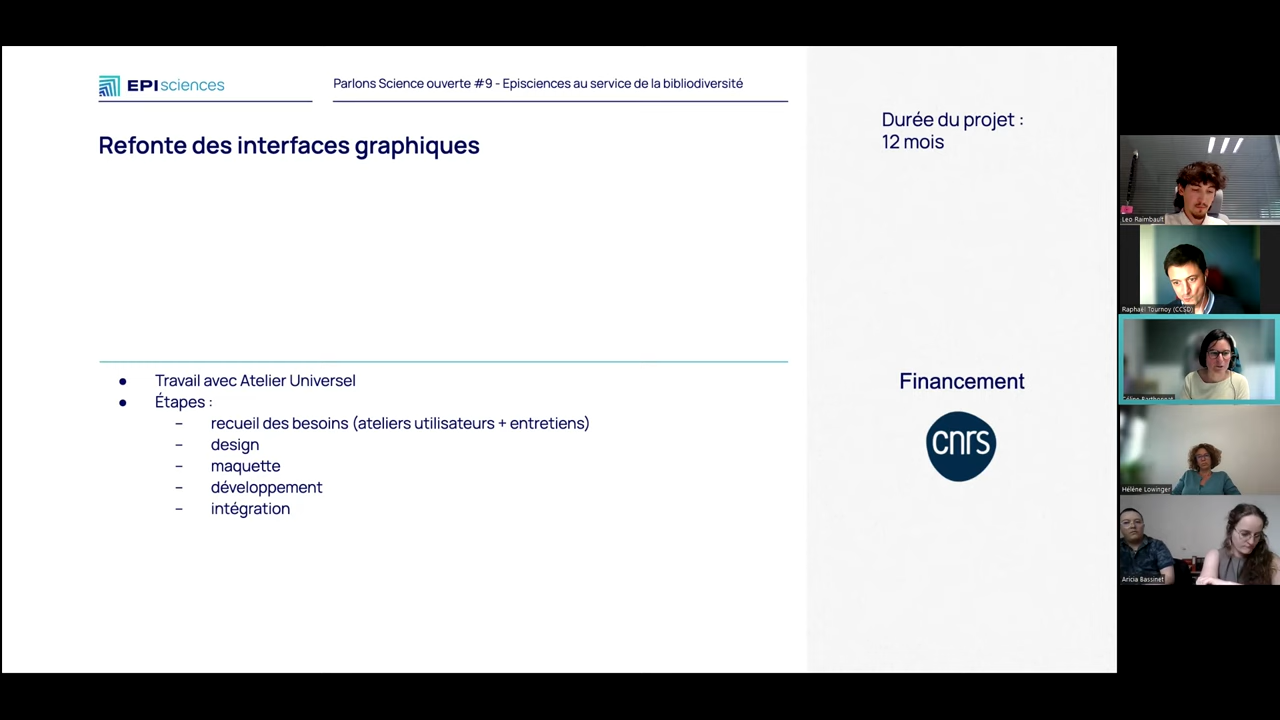 EPIsciences
Parlons Science ouverte #9 - Episciences au service de la bibliodiversité
Refonte des interfaces graphiques
● Travail avec Atelier Universel
● Étapes :
– recueil des besoins (ateliers utilisateurs + entretiens)
– design
– maquette
– développement
– intégration
Durée du projet :
12 mois
Financement
cnrs
Leo Raimbault
Raphaël Tournoy (CCSD)
Hélène Lowinger
Aricia Bassinet